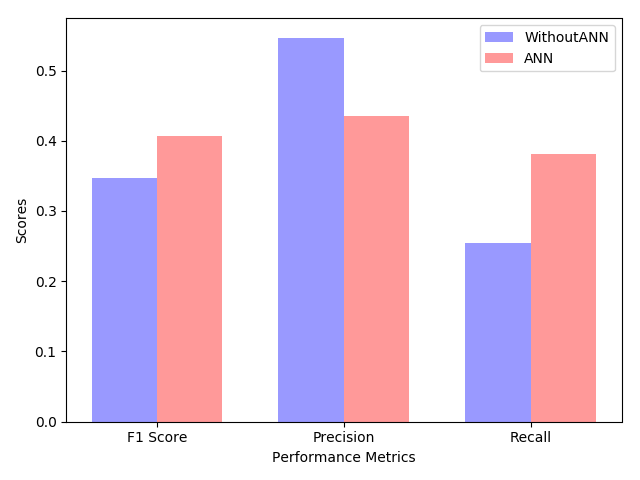 WithoutANN
ANN
0.5
0.4
0.3
0.2
0.1
0.0
Scores
F1 Score
Precision
Recall
Performance Metrics